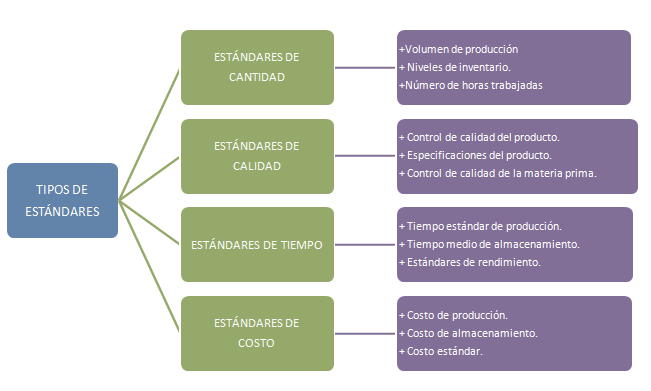 TIPOS DE
ESTÁNDARES
ESTÁNDARES DE
CANTIDAD
+Volumen de producción
+ Niveles de inventario.
+Número de horas trabajadas
ESTÁNDARES DE
CALIDAD
+ Control de calidad del producto.
+ Especificaciones del producto.
+ Control de calidad de la materia prima.
ESTÁNDARES DE TIEMPO
+ Tiempo estándar de producción.
+ Tiempo medio de almacenamiento.
+ Estándares de rendimiento.
ESTÁNDARES DE
COSTO
+ Costo de producción.
+ Costo de almacenamiento.
+ Costo estándar.